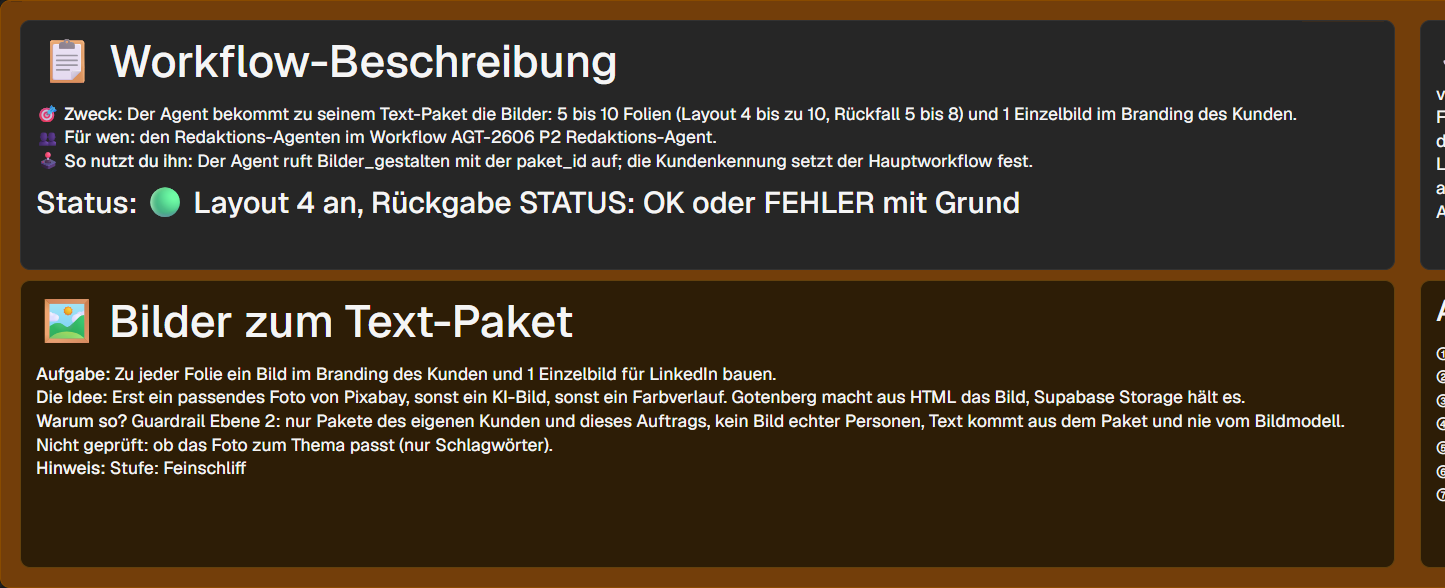 Workflow-Beschreibung
Zweck: Der Agent bekommt zu seinem Text-Paket die Bilder: 5 bis 10 Folien (Layout 4 bis zu 10, Rückfall 5 bis 8) und 1 Einzelbild im Branding des Kunden.
Für wen: den Redaktions-Agenten im Workflow AGT-2606 P2 Redaktions-Agent.
So nutzt du ihn: Der Agent ruft Bilder_gestalten mit der paket_id auf; die Kundenkennung setzt der Hauptworkflow fest.
Status: 🟢 Layout 4 an, Rückgabe STATUS: OK oder FEHLER mit Grund
Bilder zum Text-Paket
Aufgabe: Zu jeder Folie ein Bild im Branding des Kunden und 1 Einzelbild für LinkedIn bauen.
Die Idee: Erst ein passendes Foto von Pixabay, sonst ein KI-Bild, sonst ein Farbverlauf. Gotenberg macht aus HTML das Bild, Supabase Storage hält es.
Warum so? Guardrail Ebene 2: nur Pakete des eigenen Kunden und dieses Auftrags, kein Bild echter Personen, Text kommt aus dem Paket und nie vom Bildmodell.
Nicht geprüft: ob das Foto zum Thema passt (nur Schlagwörter).
Hinweis: Stufe: Feinschliff